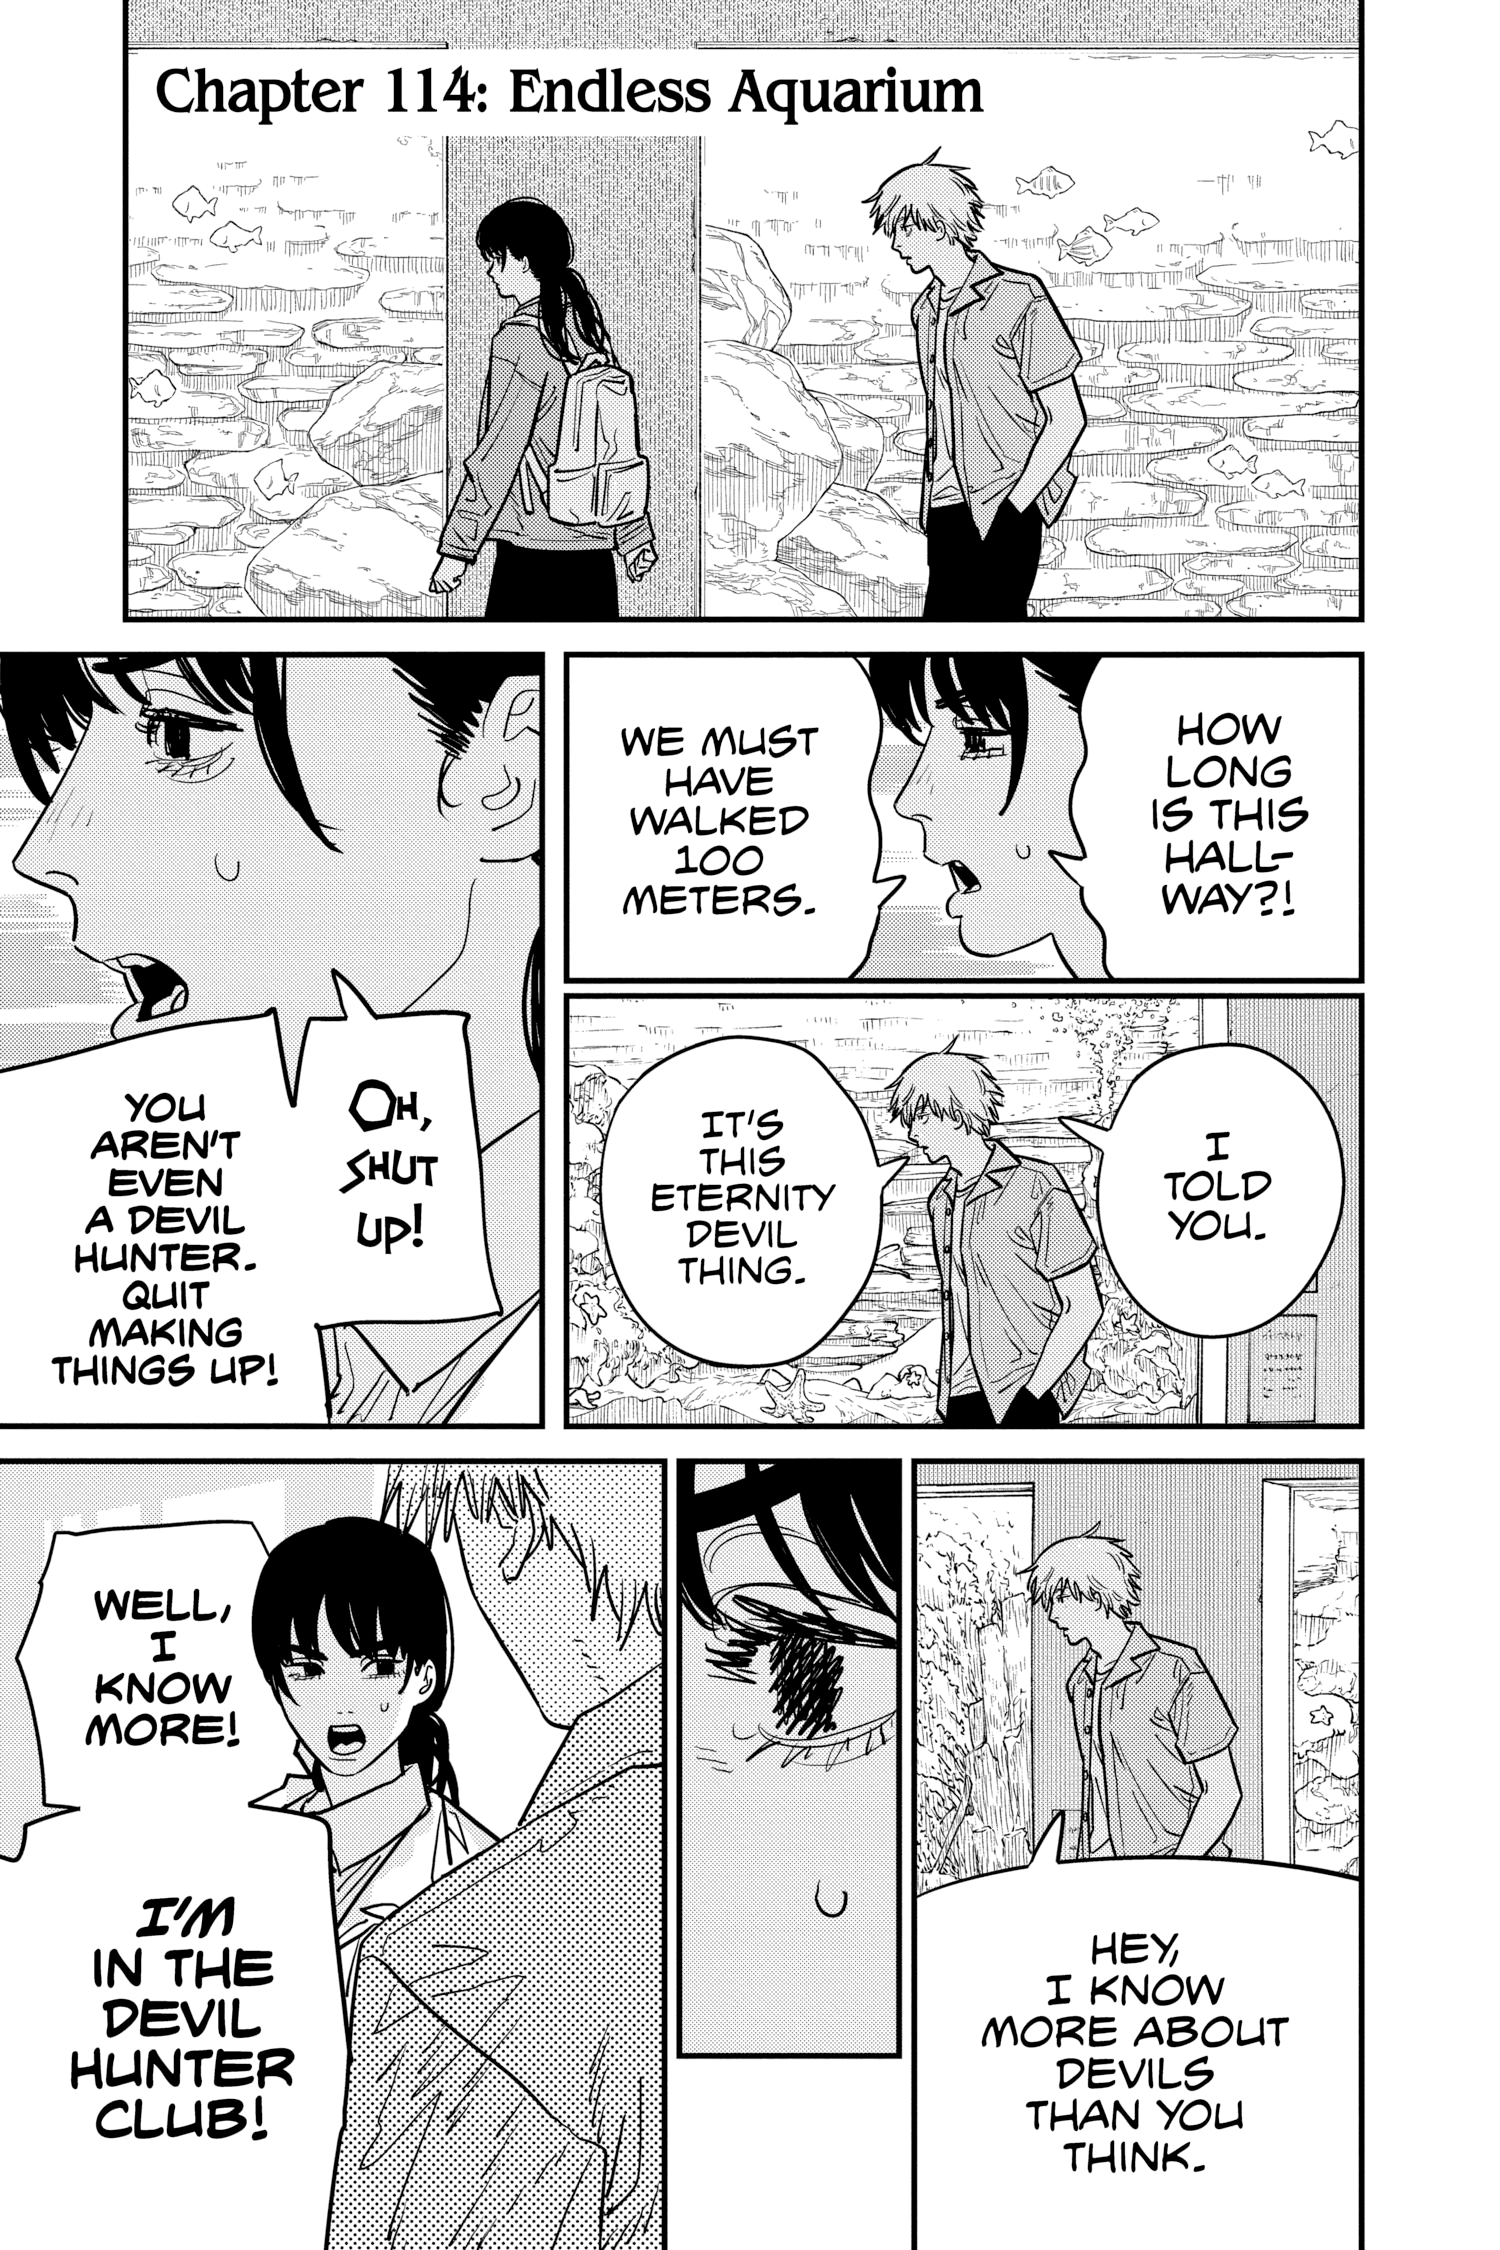 Chapter 114: Endless Aquarium
HOW
LONG
IS THIS
HALL-
WAY?!
WE MUST
HAVE
WALKED
100
METERS.
I
TOLD
YOU.
IT'S
THIS
ETERNITY
DEVIL
THING.
OH,
SHUT
UP!
YOU
AREN'T
EVEN
A DEVIL
HUNTER.
QUIT
MAKING
THINGS UP!
HEY,
I KNOW
MORE ABOUT
DEVILS
THAN YOU
THINK.
WELL,
I
KNOW
MORE!
I'M
IN THE
DEVIL
HUNTER
CLUB!